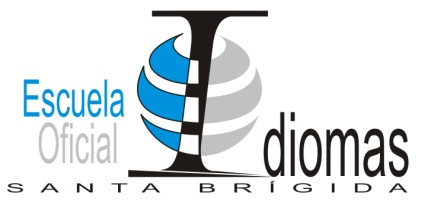 Escuela
Oficial
Idiomas
SANTA BRÍGIDA